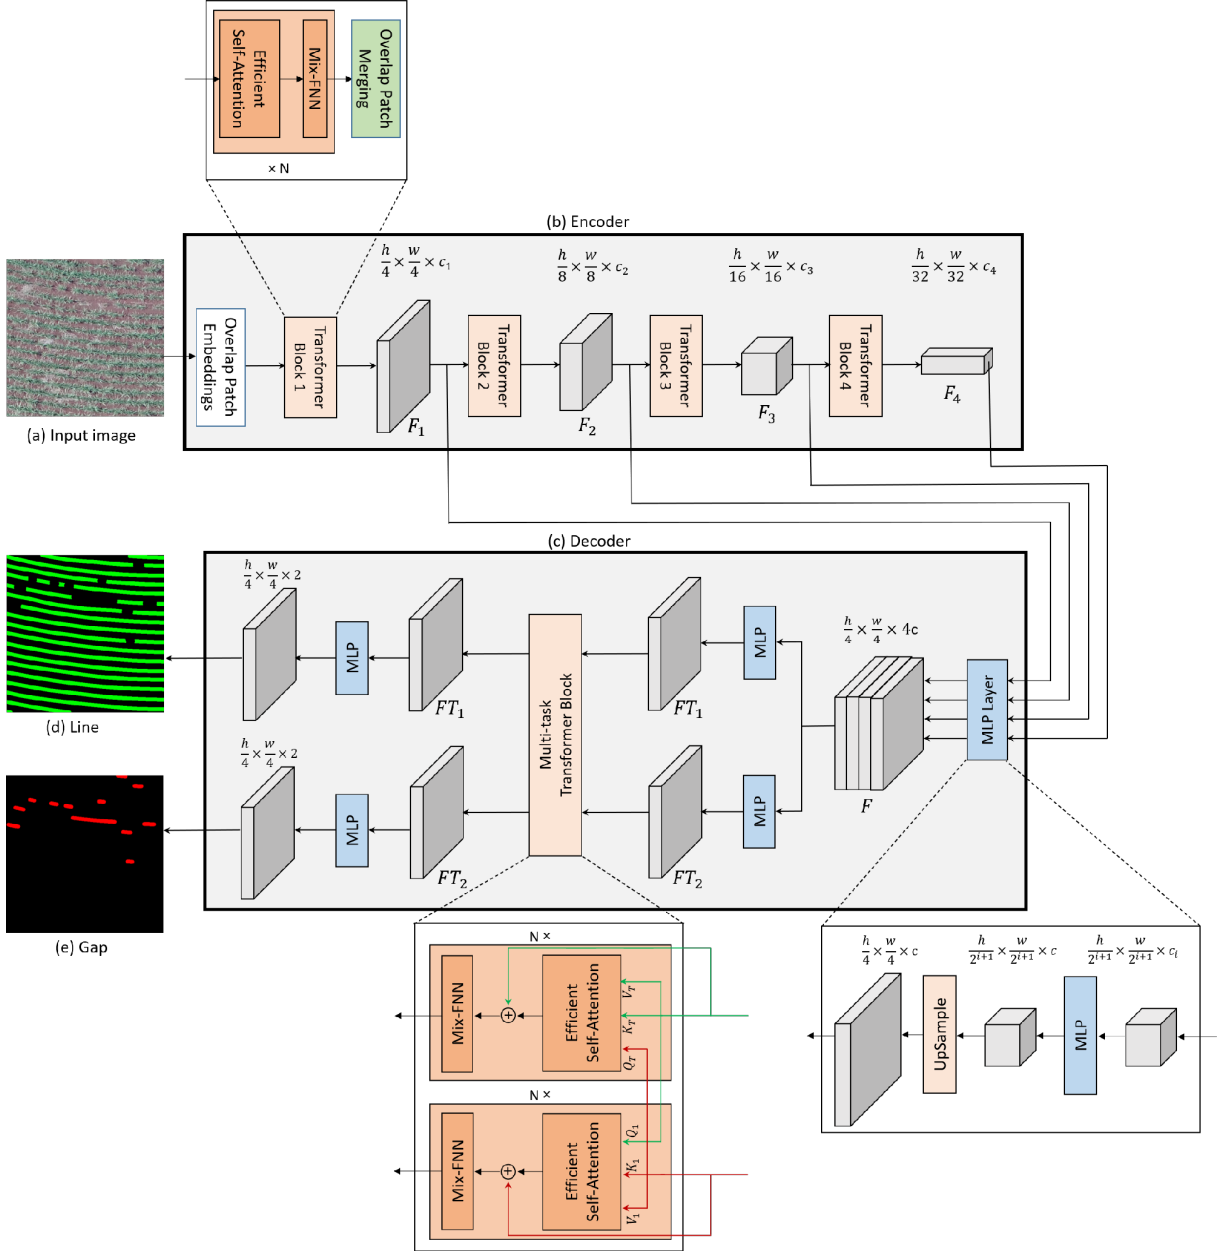 Efficient
Self-Attention
Mix-FNN
Overlap Patch
Merging
× N
(b) Encoder
h/4 × w/4 × c₁
h/8 × w/8 × c₂
h/16 × w/16 × c₃
h/32 × w/32 × c₄
Overlap Patch
Embeddings
Transformer
Block 1
Transformer
Block 2
Transformer
Block 3
Transformer
Block 4
F₁
F₂
F₃
F₄
(a) Input image
(c) Decoder
h/4 × w/4 × 2
MLP
FT₁
Multi-task
Transformer Block
FT₁
MLP
h/4 × w/4 × 4c
F
MLP Layer
(d) Line
h/4 × w/4 × 2
MLP
FT₂
FT₂
MLP
(e) Gap
N ×
Mix-FNN
+
Efficient
Self-Attention
V_T
K_T
Q_T
N ×
Mix-FNN
+
Efficient
Self-Attention
Q₁
K₁
V₁
h/4 × w/4 × c
h/2^{i+1} × w/2^{i+1} × c
h/2^{i+1} × w/2^{i+1} × c_i
UpSample
MLP